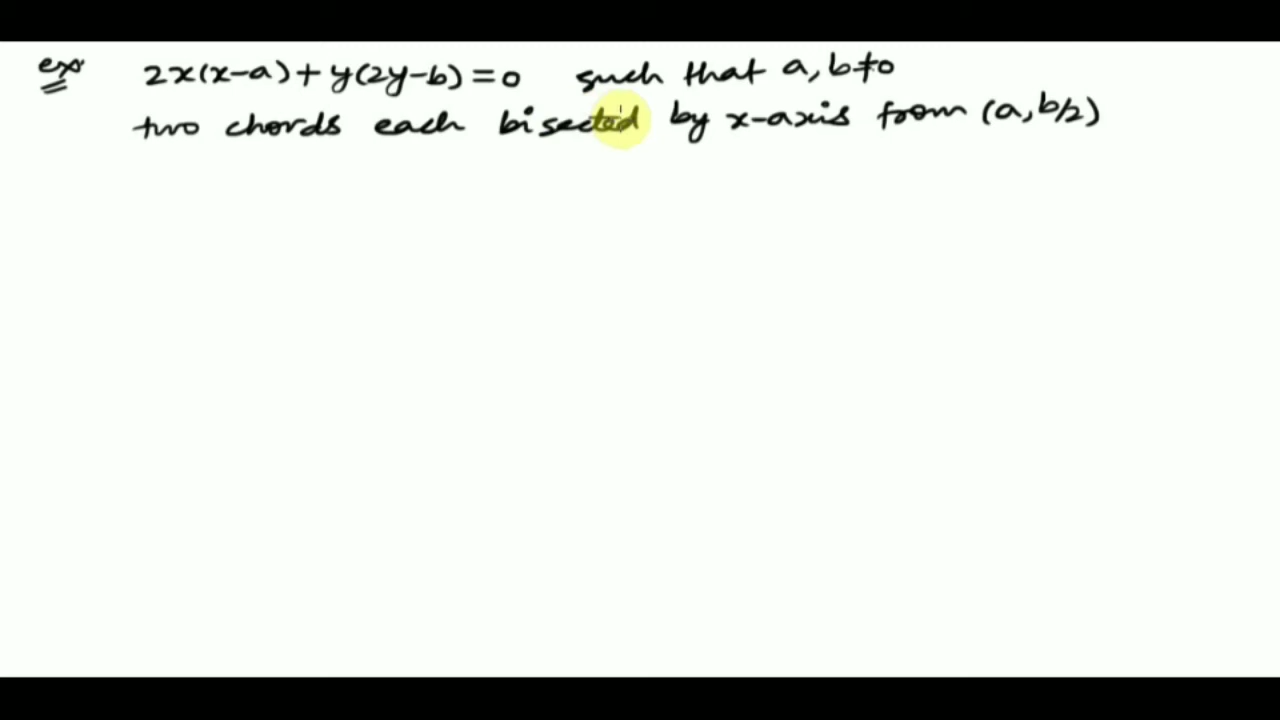 ex 2x(x-a)+y(2y-b)=0 such that a, b≠0
two chords each bisected by x-axis from (a, b/2)